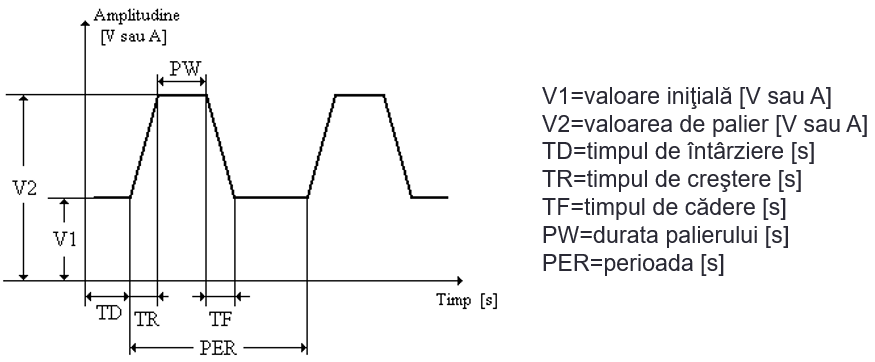 Amplitudine
[V sau A]
PW
V2
V1
TD
TR
TF
PER
Timp [s]
V1=valoare iniţială [V sau A]
V2=valoarea de palier [V sau A]
TD=timpul de întârziere [s]
TR=timpul de creştere [s]
TF=timpul de cădere [s]
PW=durata palierului [s]
PER=perioada [s]